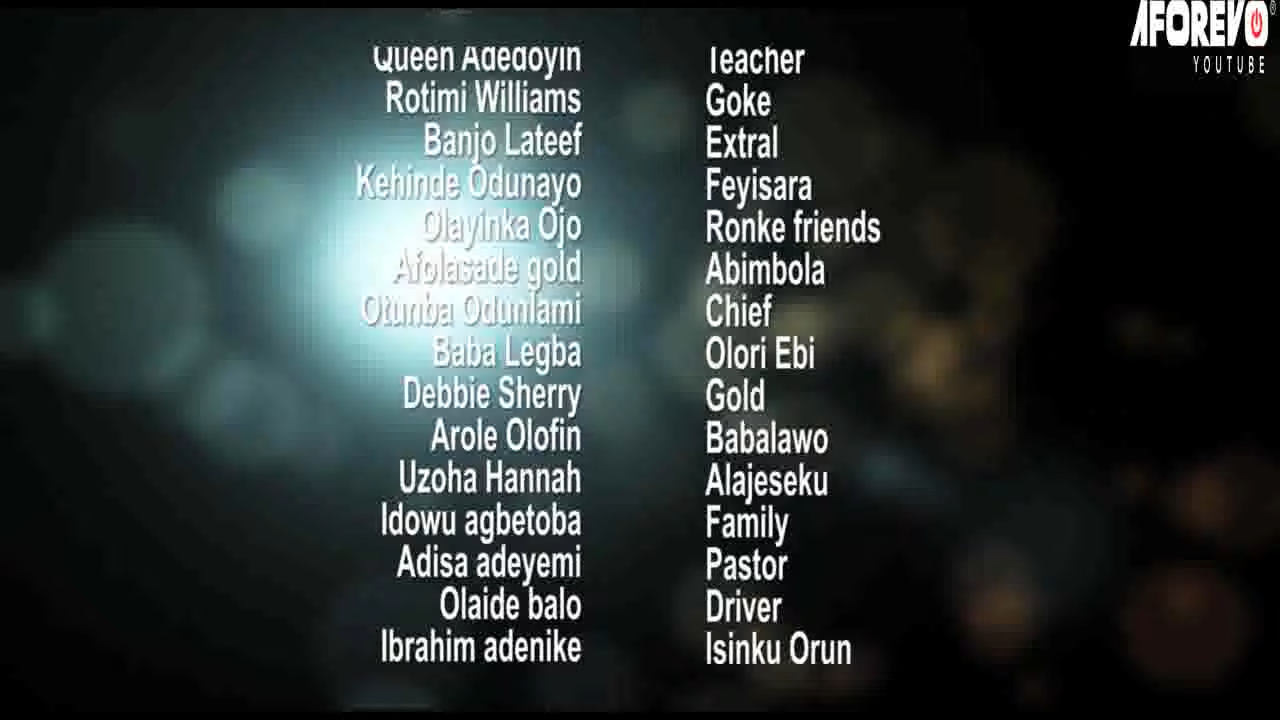 AFOREVO
YOUTUBE
Queen Adedoyin Teacher
Rotimi Williams Goke
Banjo Lateef Extral
Kehinde Odunayo Feyisara
Olayinka Ojo Ronke friends
Afolasade gold Abimbola
Otunba Odunlami Chief
Baba Legba Olori Ebi
Debbie Sherry Gold
Arole Olofin Babalawo
Uzoha Hannah Alajeseku
Idowu agbetoba Family
Adisa adeyemi Pastor
Olaide balo Driver
Ibrahim adenike Isinku Orun